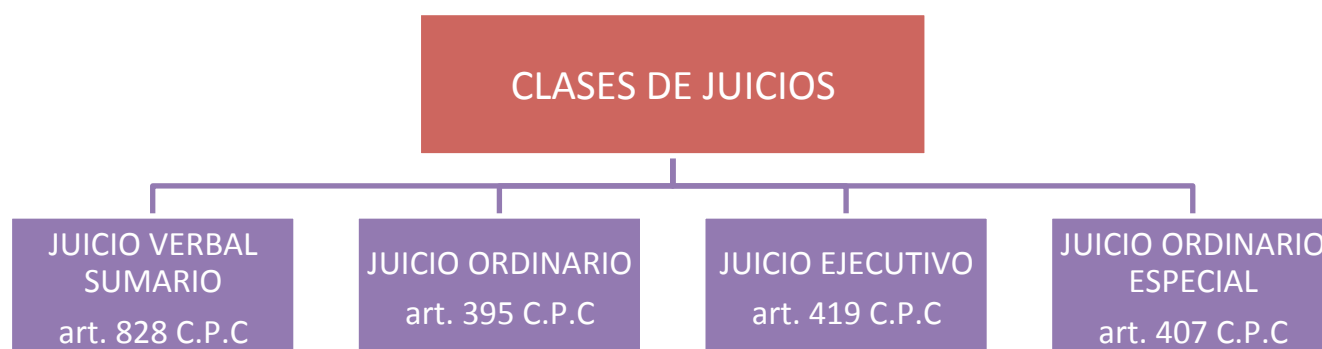 CLASES DE JUICIOS
JUICIO VERBAL
SUMARIO
art. 828 C.P.C
JUICIO ORDINARIO
art. 395 C.P.C
JUICIO EJECUTIVO
art. 419 C.P.C
JUICIO ORDINARIO
ESPECIAL
art. 407 C.P.C